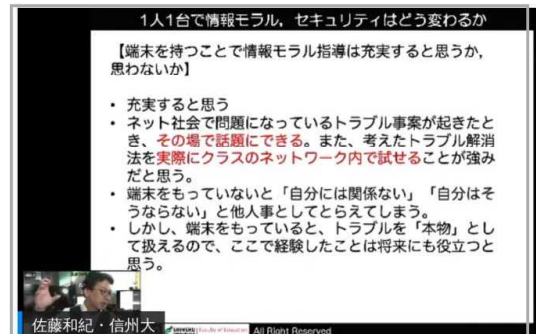 1人1台で情報モラル，セキュリティはどう変わるか
【端末を持つことで情報モラル指導は充実すると思うか，
思わないか】
・ 充実すると思う
・ ネット社会で問題になっているトラブル事案が起きたと
き、その場で話題にできる。また、考えたトラブル解消
法を実際にクラスのネットワーク内で試せることが強み
だと思う。
・ 端末をもっていないと「自分には関係ない」「自分はそ
うならない」と他人事としてとらえてしまう。
・ しかし、端末をもっていると、トラブルを「本物」とし
て扱えるので、ここで経験したことは将来にも役立つと
思う。
佐藤和紀・信州大
Faculty of Education All Right Reserved